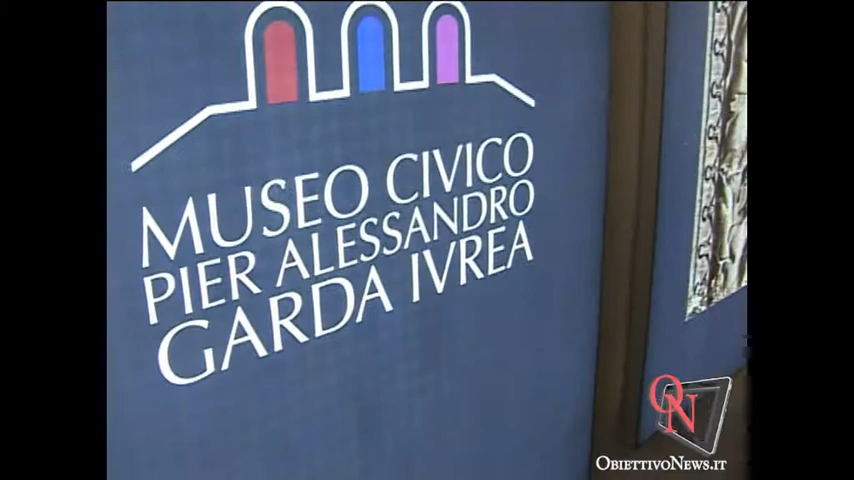 MUSEO CIVICO
PIER ALESSANDRO
GARDA IVREA
ON
OBIETTIVONEWS.IT